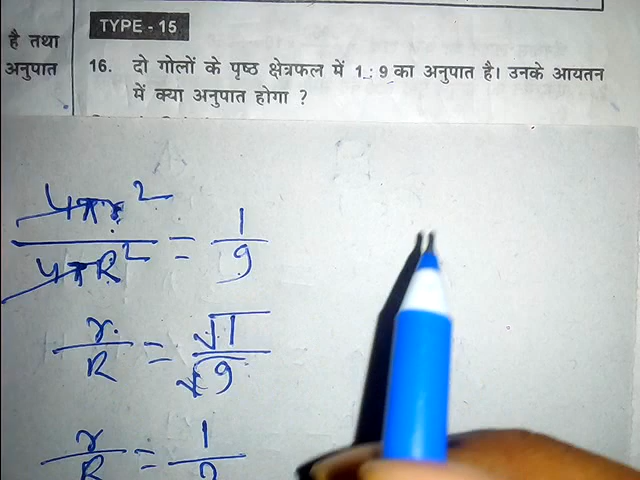 TYPE - 15
है तथा
अनुपात
16. दो गोलों के पृष्ठ क्षेत्रफल में 1 : 9 का अनुपात है। उनके आयतन
में क्या अनुपात होगा ?
4πr² / 4πR² = 1 / 9
r / R = √1 / √9
r / R = 1 /